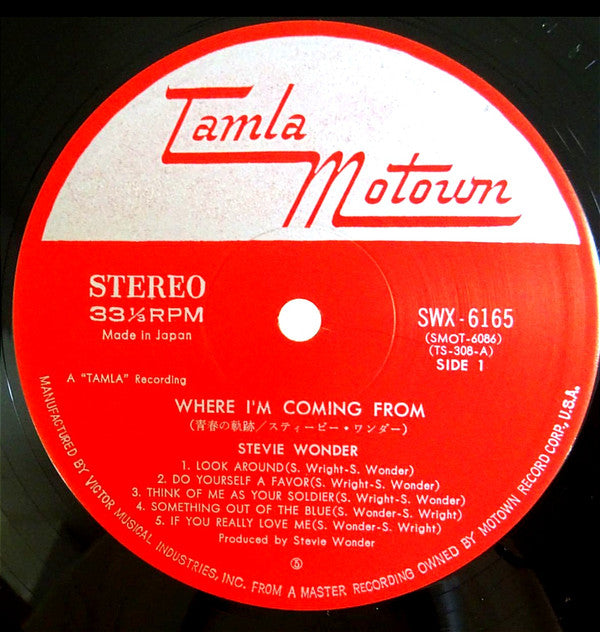 Tamla
Motown
STEREO
33⅓RPM
Made in Japan
SWX-6165
(SMOT-6086)
(TS-308-A)
SIDE 1
A "TAMLA" Recording
WHERE I'M COMING FROM
(青春の軌跡/スティービー・ワンダー)
STEVIE WONDER
1. LOOK AROUND(S. Wright-S. Wonder)
2. DO YOURSELF A FAVOR(S. Wright-S. Wonder)
3. THINK OF ME AS YOUR SOLDIER(S. Wright-S. Wonder)
4. SOMETHING OUT OF THE BLUE(S. Wright-S. Wonder)
5. IF YOU REALLY LOVE ME(S. Wonder-S. Wright)
Produced by Stevie Wonder
MANUFACTURED BY VICTOR MUSICAL INDUSTRIES, INC. FROM A MASTER RECORDING OWNED BY MOTOWN RECORD CORP., U.S.A.